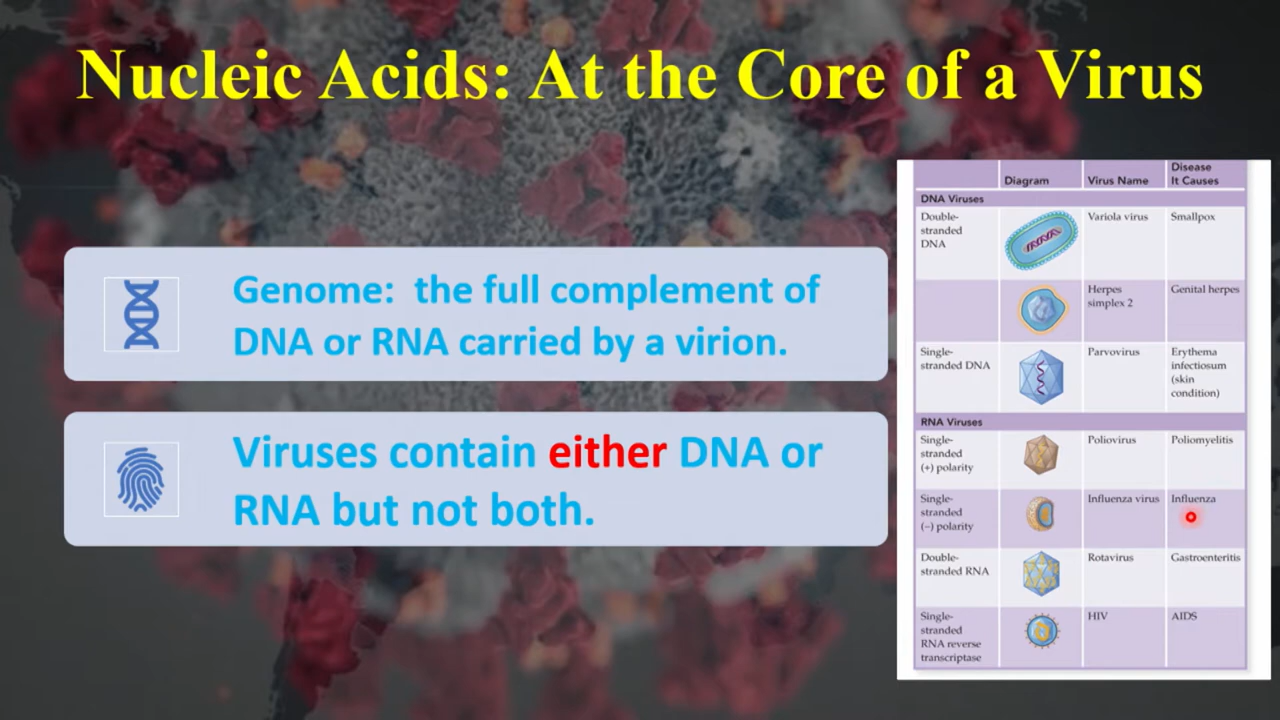 Nucleic Acids: At the Core of a Virus
Genome: the full complement of
DNA or RNA carried by a virion.
Viruses contain either DNA or
RNA but not both.
Diagram Virus Name Disease It Causes
DNA Viruses
Double-
stranded
DNA
Variola virus
Smallpox
Herpes
simplex 2
Genital herpes
Single-
stranded DNA
Parvovirus
Erythema
infectiosum
(skin
condition)
RNA Viruses
Single-
stranded
(+) polarity
Poliovirus
Poliomyelitis
Single-
stranded
(–) polarity
Influenza virus
Influenza
Double-
stranded RNA
Rotavirus
Gastroenteritis
Single-
stranded
RNA reverse
transcriptase
HIV
AIDS